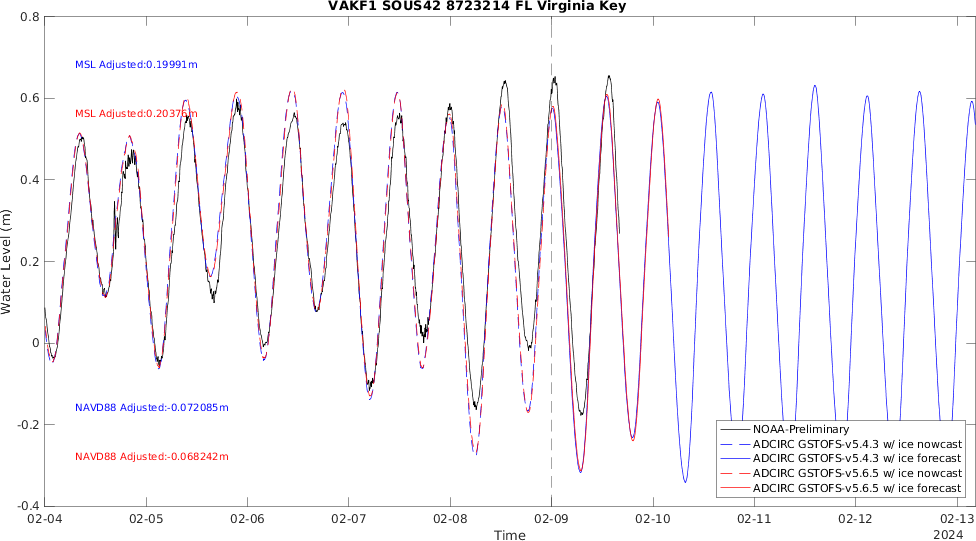 VAKF1 SOUS42 8723214 FL Virginia Key
0.8
0.6
0.4
0.2
0
-0.2
-0.4
Water Level (m)
MSL Adjusted:0.19991m
MSL Adjusted:0.20376m
NAVD88 Adjusted:-0.072085m
NAVD88 Adjusted:-0.068242m
NOAA-Preliminary
ADCIRC GSTOFS-v5.4.3 w/ ice nowcast
ADCIRC GSTOFS-v5.4.3 w/ ice forecast
ADCIRC GSTOFS-v5.6.5 w/ ice nowcast
ADCIRC GSTOFS-v5.6.5 w/ ice forecast
02-04 02-05 02-06 02-07 02-08 02-09 02-10 02-11 02-12 02-13
Time
2024